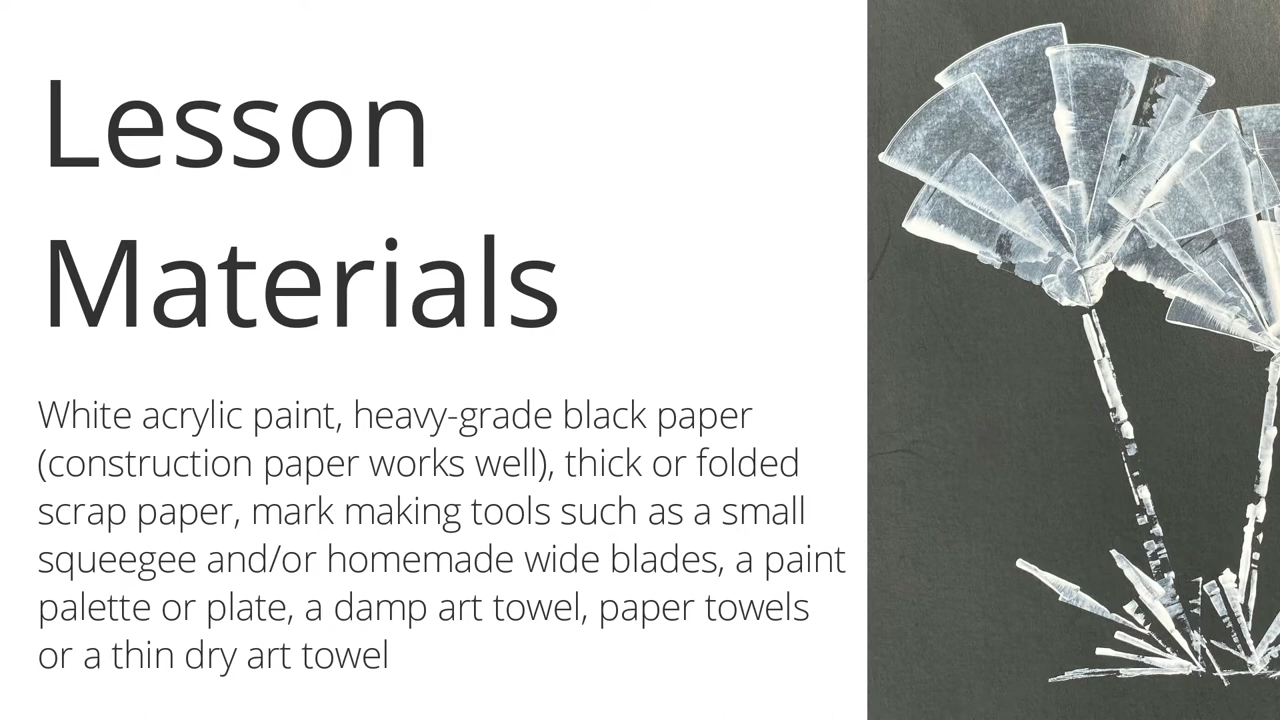 Lesson
Materials
White acrylic paint, heavy-grade black paper
(construction paper works well), thick or folded
scrap paper, mark making tools such as a small
squeegee and/or homemade wide blades, a paint
palette or plate, a damp art towel, paper towels
or a thin dry art towel